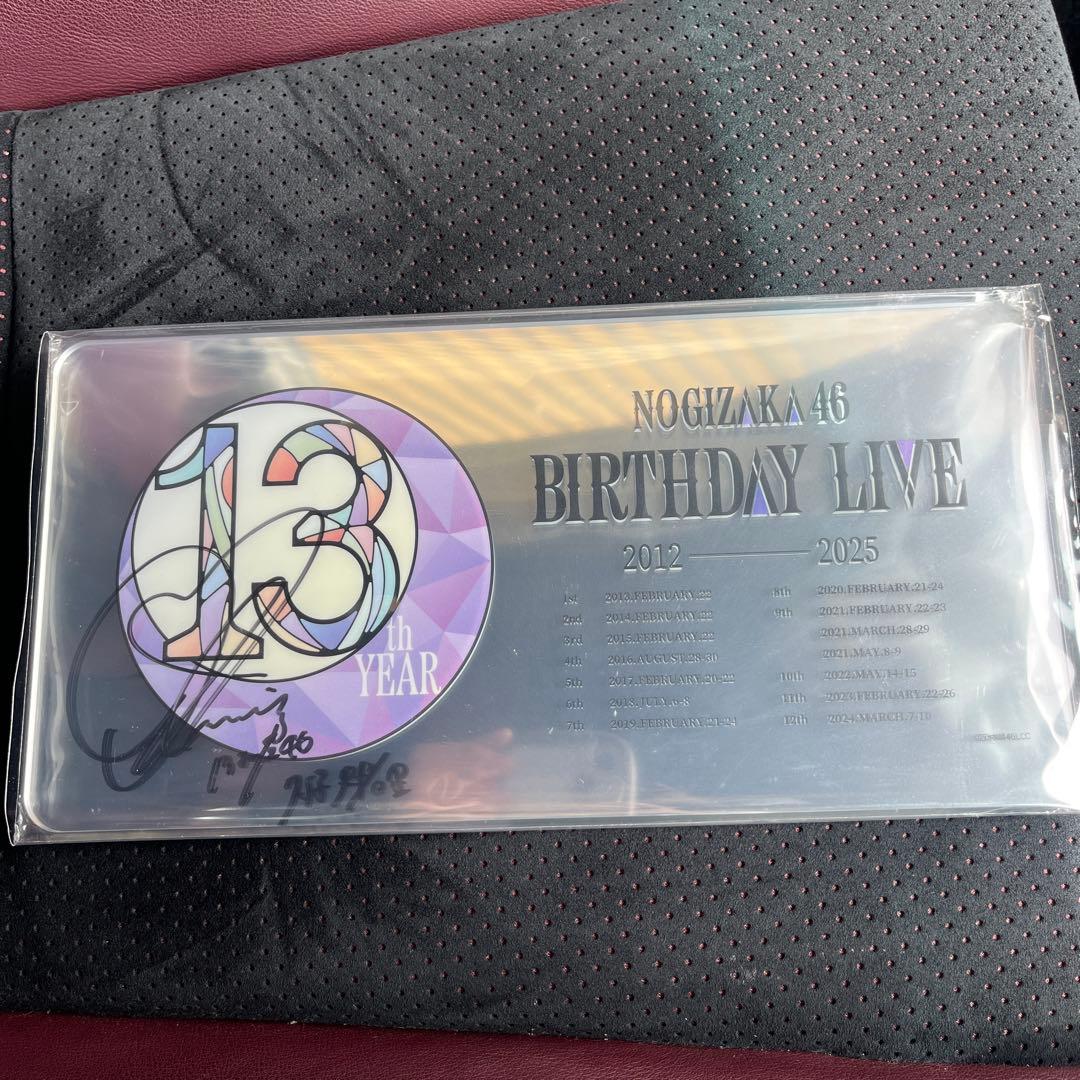 13
th
YEAR
NOGIZAKA46
BIRTHDAY LIVE
2012 2025
1st 2013.FEBRUARY.22
2nd 2014.FEBRUARY.22
3rd 2015.FEBRUARY.22
4th 2016.AUGUST.28-30
5th 2017.FEBRUARY.20-22
6th 2018.JULY.6-8
7th 2019.FEBRUARY.21-24
8th 2020.FEBRUARY.21-24
9th 2021.FEBRUARY.22-23
2021.MARCH.28-29
2021.MAY.8-9
10th 2022.MAY.14-15
11th 2023.FEBRUARY.22-26
12th 2024.MARCH.7-10